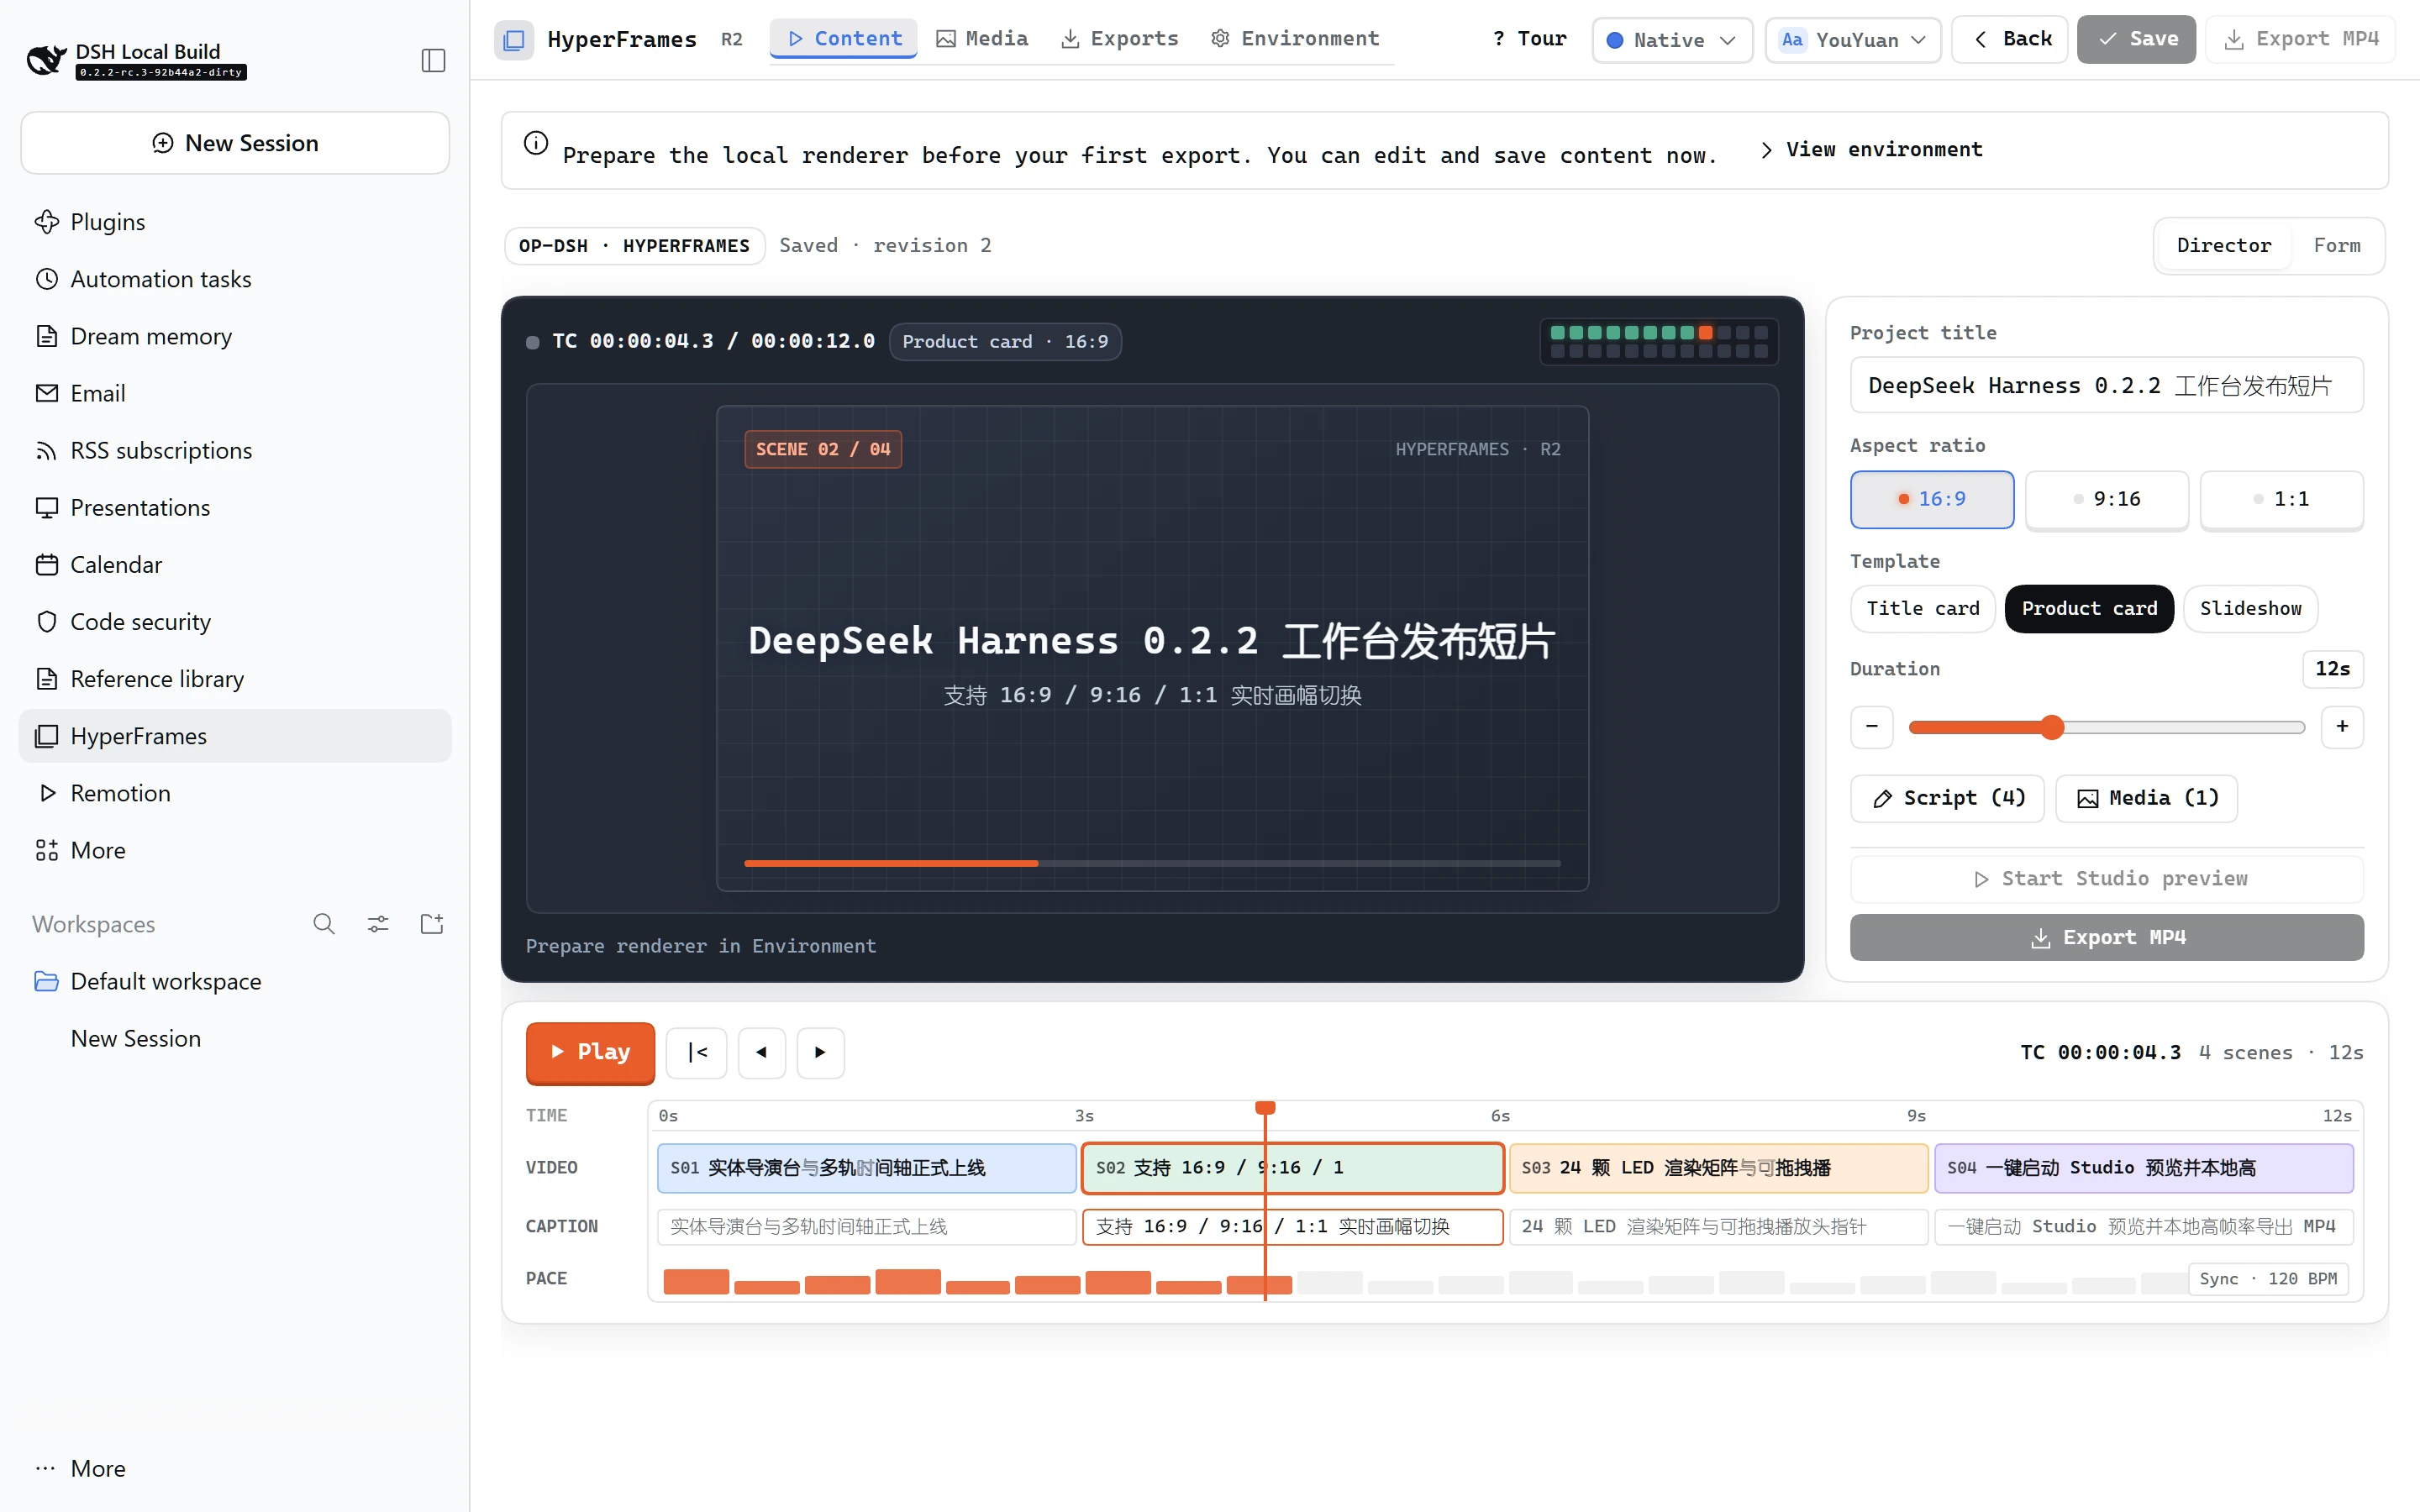 DSH Local Build
0.2.2-rc.3-92b44a2-dirty
New Session
Plugins
Automation tasks
Dream memory
Email
RSS subscriptions
Presentations
Calendar
Code security
Reference library
HyperFrames
Remotion
More
Workspaces
Default workspace
New Session
More
HyperFrames R2
Content
Media
Exports
Environment
? Tour
Native
Aa YouYuan
Back
Save
Export MP4
Prepare the local renderer before your first export. You can edit and save content now.
View environment
OP-DSH · HYPERFRAMES
Saved · revision 2
Director
Form
TC 00:00:04.3 / 00:00:12.0
Product card · 16:9
SCENE 02 / 04
HYPERFRAMES · R2
DeepSeek Harness 0.2.2 工作台发布短片
支持 16:9 / 9:16 / 1:1 实时画幅切换
Prepare renderer in Environment
Project title
DeepSeek Harness 0.2.2 工作台发布短片
Aspect ratio
16:9
9:16
1:1
Template
Title card
Product card
Slideshow
Duration
12s
−
+
Script (4)
Media (1)
Start Studio preview
Export MP4
Play
|<
TC 00:00:04.3 4 scenes · 12s
TIME
0s
3s
6s
9s
12s
VIDEO
S01 实体导演台与多轨时间轴正式上线
S02 支持 16:9 / 9:16 / 1
S03 24 颗 LED 渲染矩阵与可拖拽播
S04 一键启动 Studio 预览并本地高
CAPTION
实体导演台与多轨时间轴正式上线
支持 16:9 / 9:16 / 1:1 实时画幅切换
24 颗 LED 渲染矩阵与可拖拽播放头指针
一键启动 Studio 预览并本地高帧率导出 MP4
PACE
Sync · 120 BPM